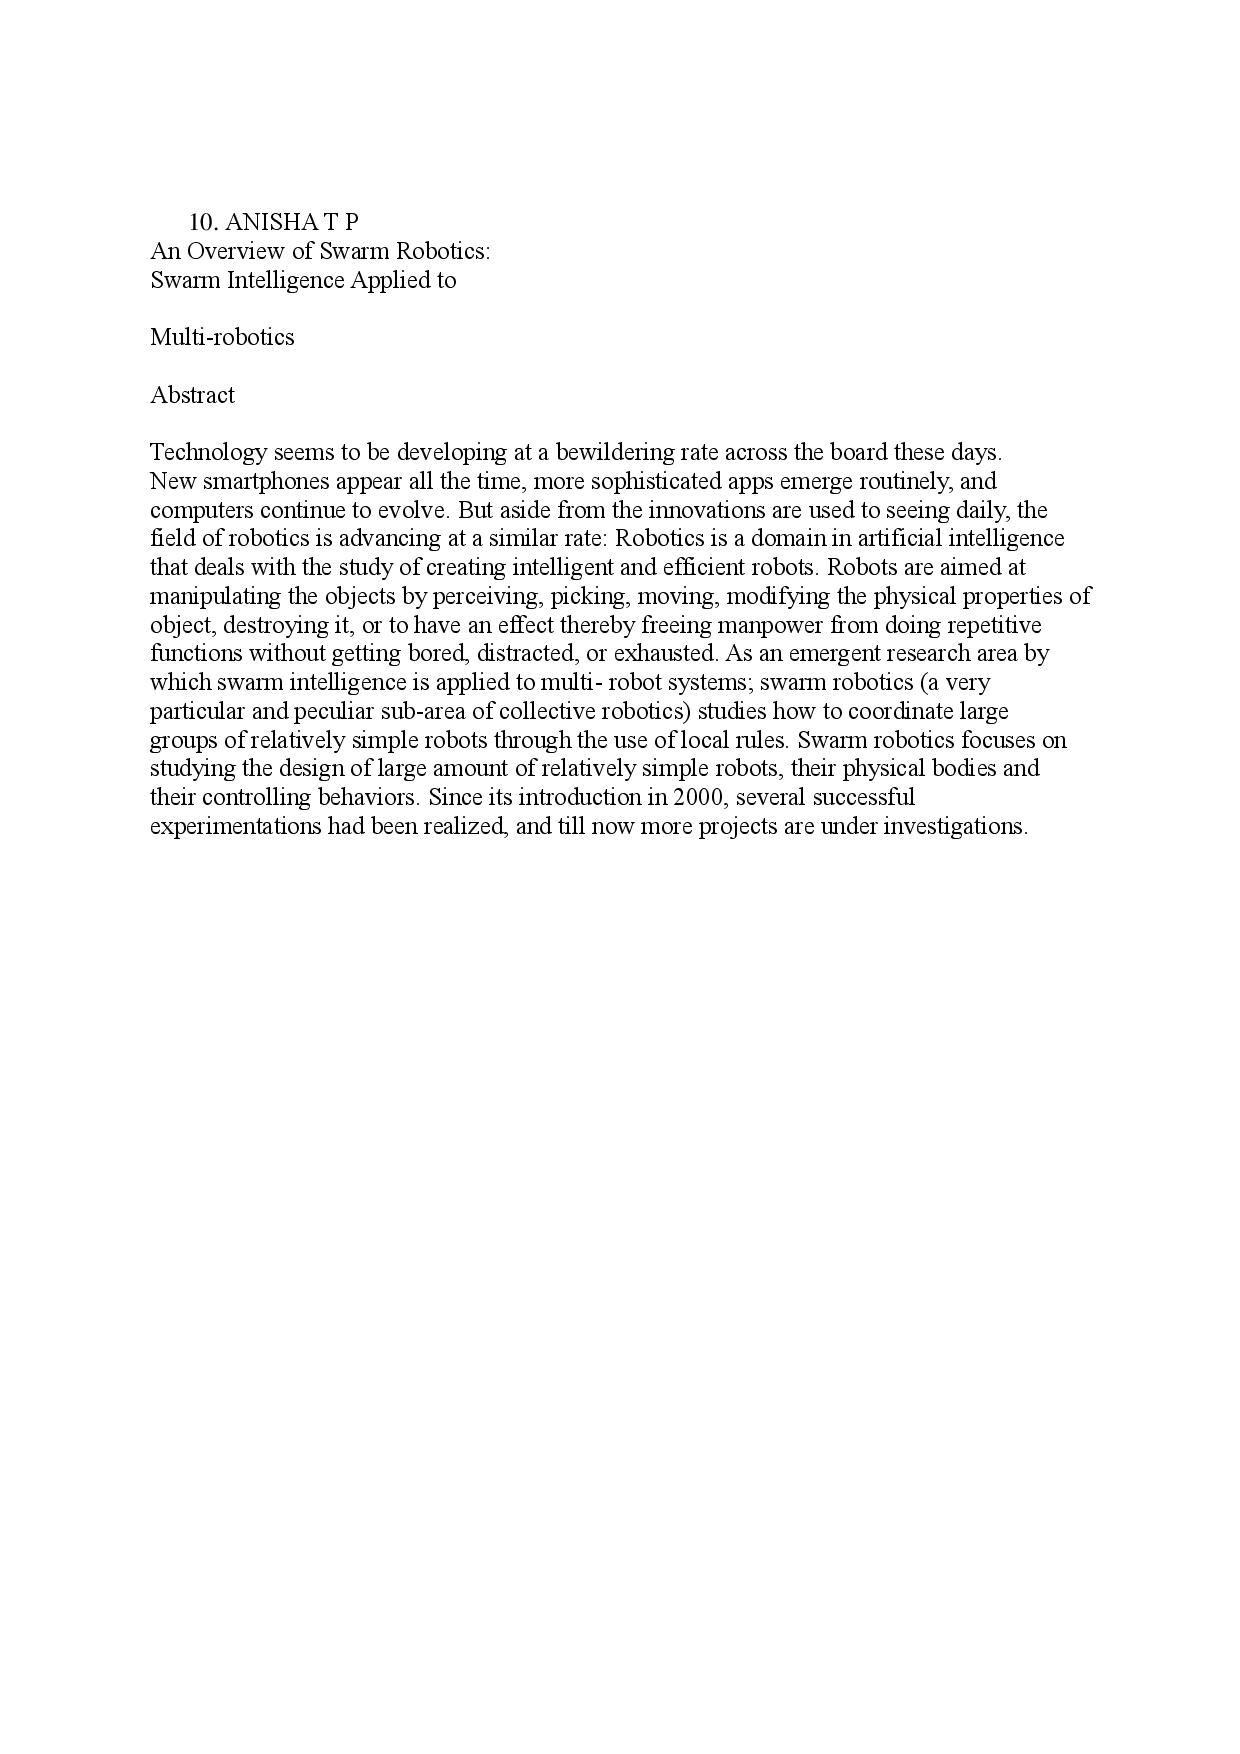 10. ANISHA T P
An Overview of Swarm Robotics:
Swarm Intelligence Applied to
Multi-robotics
Abstract
Technology seems to be developing at a bewildering rate across the board these days.
New smartphones appear all the time, more sophisticated apps emerge routinely, and
computers continue to evolve. But aside from the innovations are used to seeing daily, the
field of robotics is advancing at a similar rate: Robotics is a domain in artificial intelligence
that deals with the study of creating intelligent and efficient robots. Robots are aimed at
manipulating the objects by perceiving, picking, moving, modifying the physical properties of
object, destroying it, or to have an effect thereby freeing manpower from doing repetitive
functions without getting bored, distracted, or exhausted. As an emergent research area by
which swarm intelligence is applied to multi- robot systems; swarm robotics (a very
particular and peculiar sub-area of collective robotics) studies how to coordinate large
groups of relatively simple robots through the use of local rules. Swarm robotics focuses on
studying the design of large amount of relatively simple robots, their physical bodies and
their controlling behaviors. Since its introduction in 2000, several successful
experimentations had been realized, and till now more projects are under investigations.